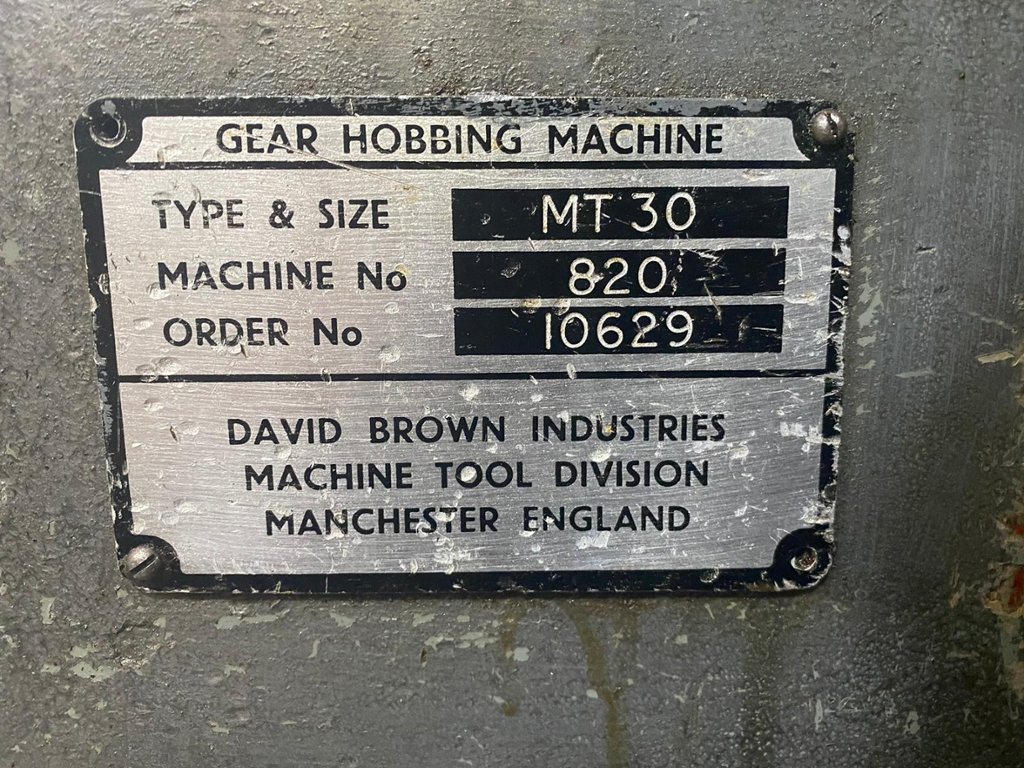 GEAR HOBBING MACHINE
TYPE & SIZE MT 30
MACHINE No 820
ORDER No 10629
DAVID BROWN INDUSTRIES
MACHINE TOOL DIVISION
MANCHESTER ENGLAND